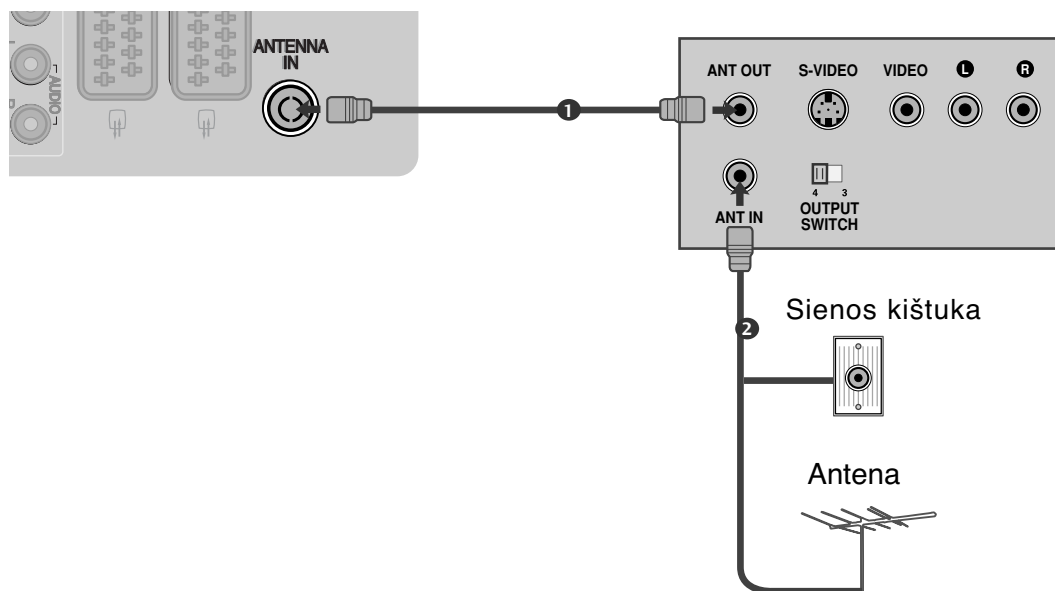 AUDIO
ANTENNA
IN
1
ANT OUT
S-VIDEO
VIDEO
L
R
ANT IN
4 3
OUTPUT
SWITCH
2
Sienos kištuka
Antena